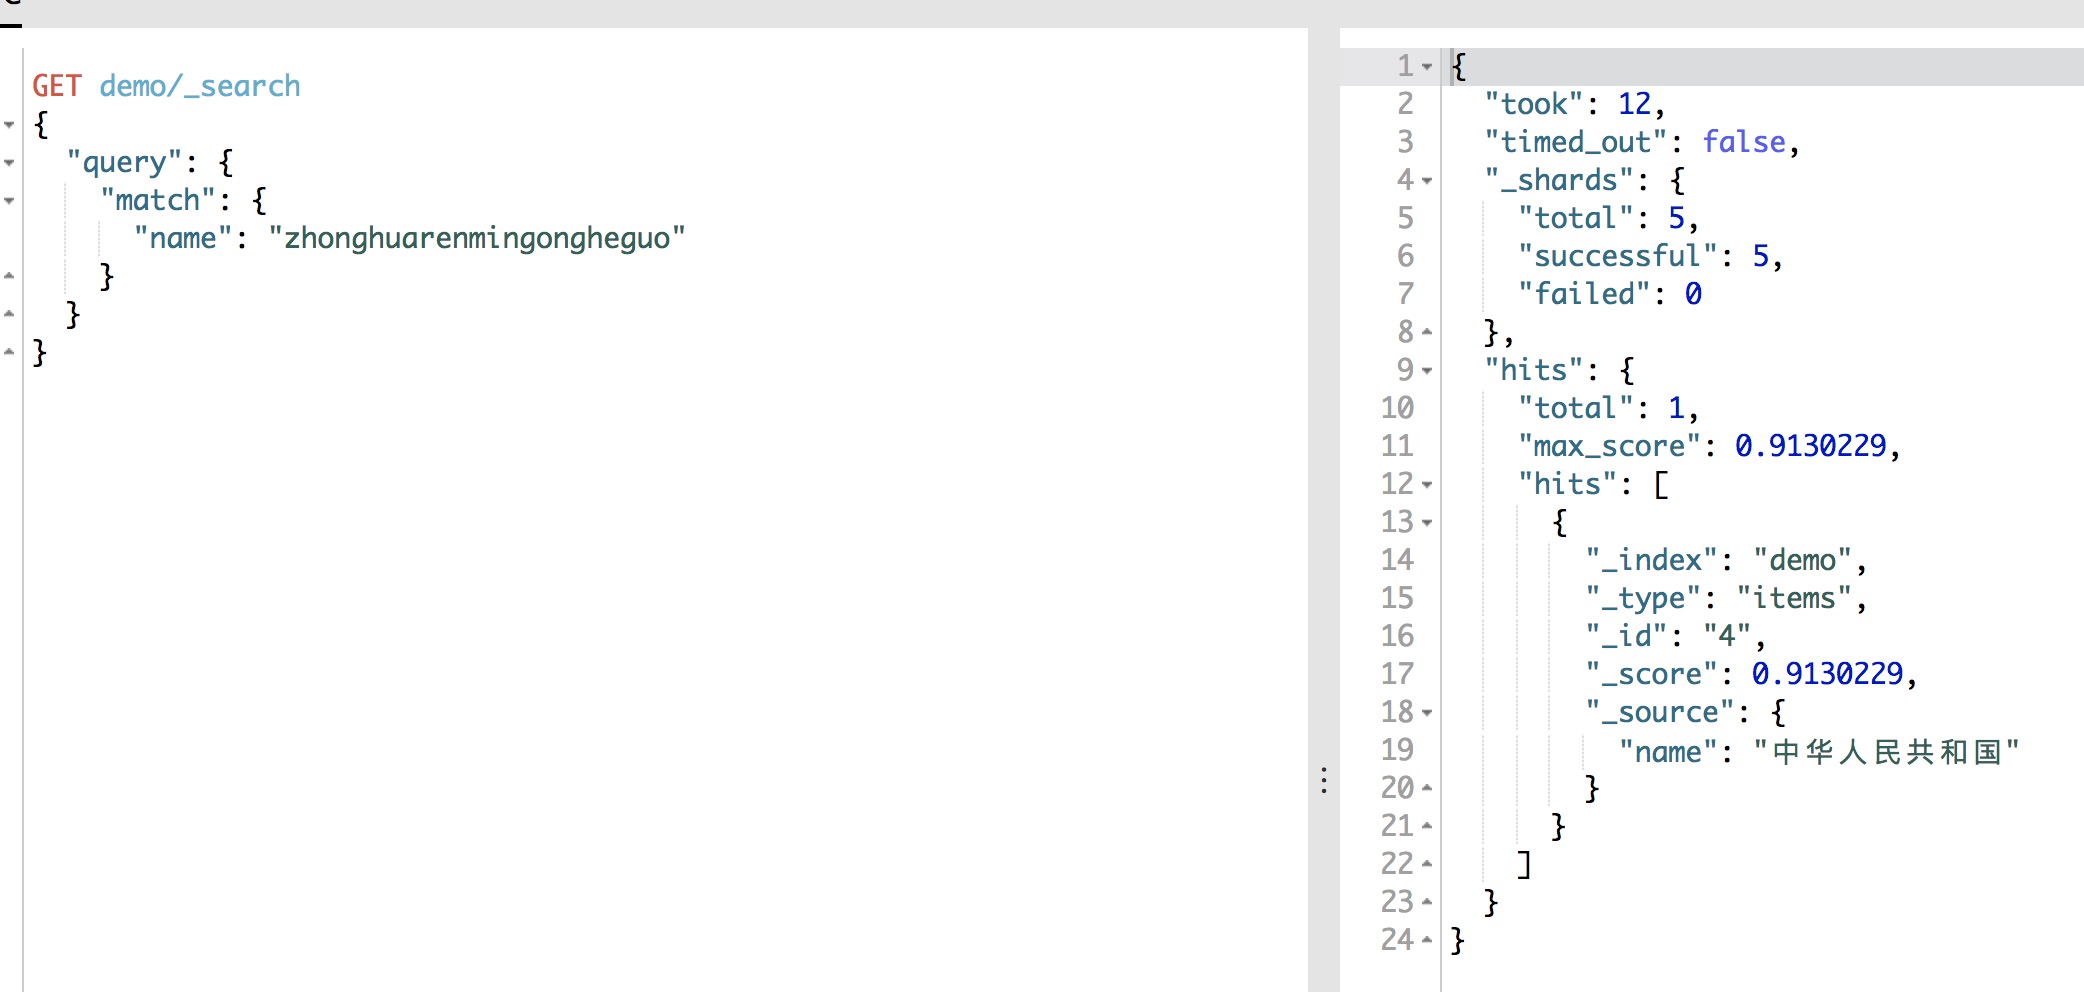 GET demo/_search
{
  "query": {
    "match": {
      "name": "zhonghuarenmingongheguo"
    }
  }
}
1 {
2   "took": 12,
3   "timed_out": false,
4   "_shards": {
5     "total": 5,
6     "successful": 5,
7     "failed": 0
8   },
9   "hits": {
10     "total": 1,
11     "max_score": 0.9130229,
12     "hits": [
13       {
14         "_index": "demo",
15         "_type": "items",
16         "_id": "4",
17         "_score": 0.9130229,
18         "_source": {
19           "name": "中华人民共和国"
20         }
21       }
22     ]
23   }
24 }